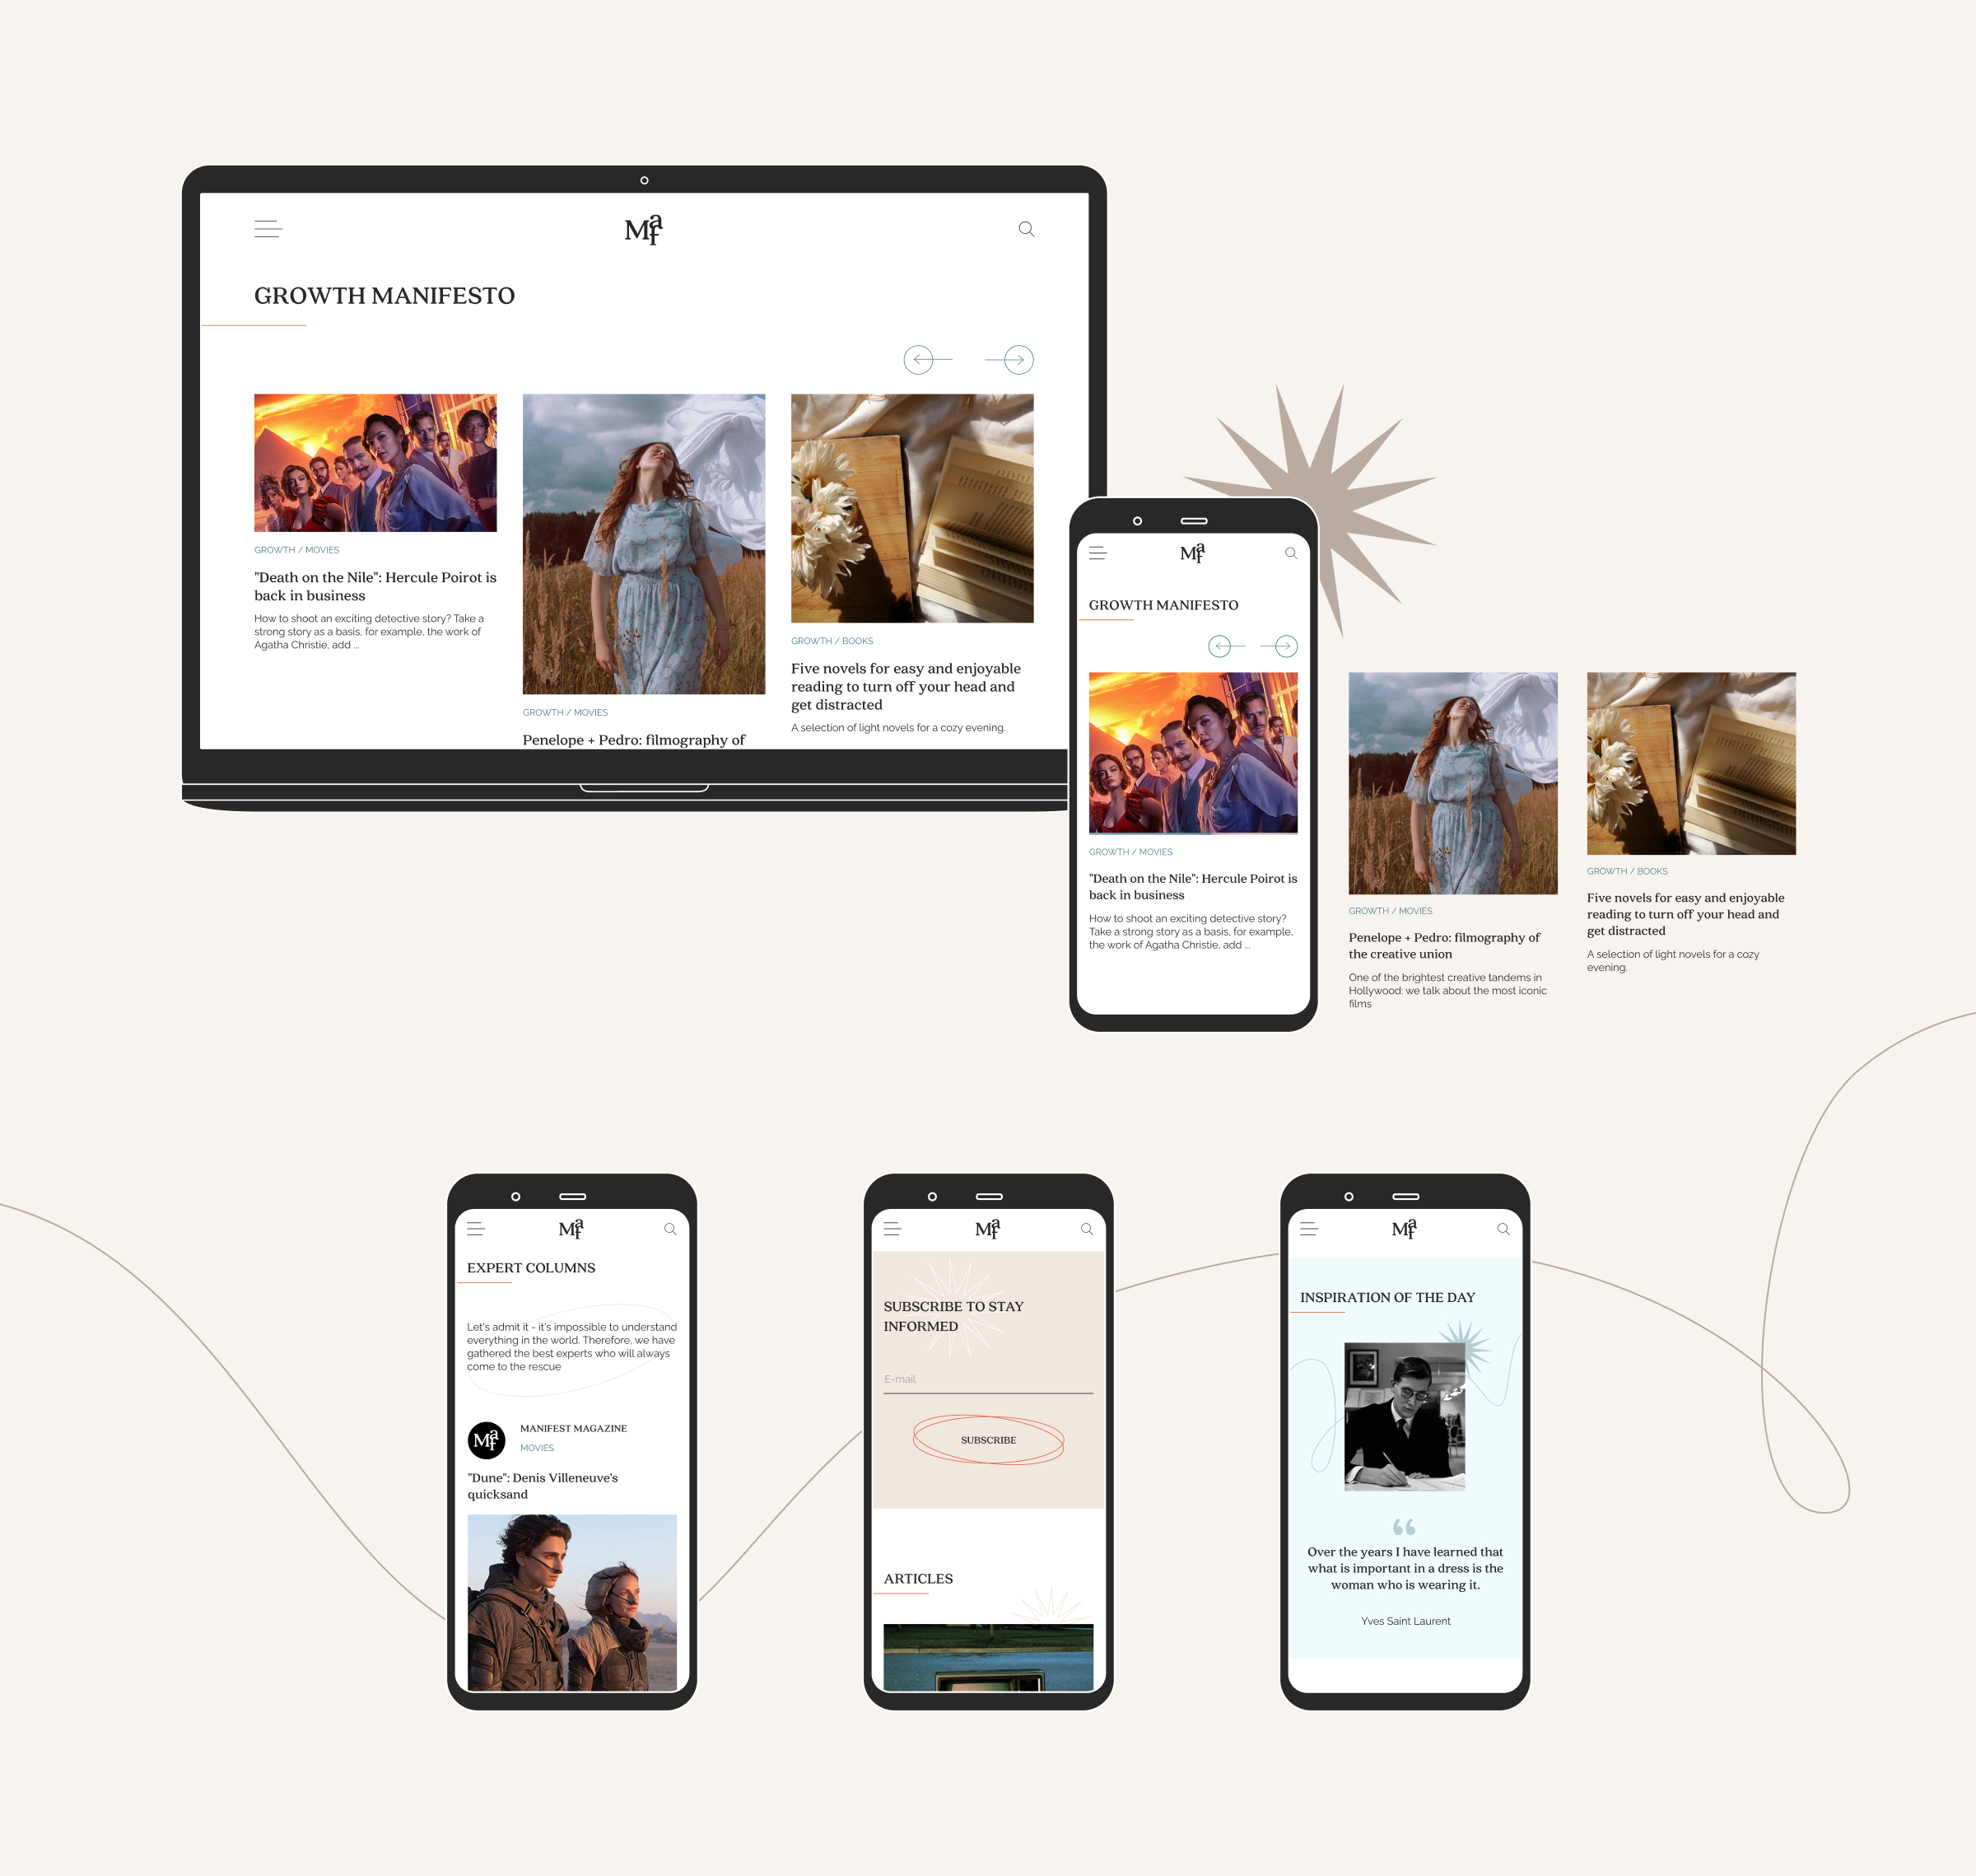 Maf
GROWTH MANIFESTO
GROWTH / MOVIES
"Death on the Nile": Hercule Poirot is
back in business
How to shoot an exciting detective story? Take a
strong story as a basis, for example, the work of
Agatha Christie, add ...
GROWTH / MOVIES
Penelope + Pedro: filmography of
GROWTH / BOOKS
Five novels for easy and enjoyable
reading to turn off your head and
get distracted
A selection of light novels for a cozy evening.
Maf
GROWTH MANIFESTO
GROWTH / MOVIES
"Death on the Nile": Hercule Poirot is
back in business
How to shoot an exciting detective story?
Take a strong story as a basis, for example,
the work of Agatha Christie, add ...
GROWTH / MOVIES
Penelope + Pedro: filmography of
the creative union
One of the brightest creative tandems in
Hollywood: we talk about the most iconic
films
GROWTH / BOOKS
Five novels for easy and enjoyable
reading to turn off your head and
get distracted
A selection of light novels for a cozy
evening.
Maf
EXPERT COLUMNS
Let's admit it - it's impossible to understand
everything in the world. Therefore, we have
gathered the best experts who will always
come to the rescue
Maf
MANIFEST MAGAZINE
MOVIES
"Dune": Denis Villeneuve's
quicksand
Maf
SUBSCRIBE TO STAY
INFORMED
E-mail
SUBSCRIBE
ARTICLES
Maf
INSPIRATION OF THE DAY
“
Over the years I have learned that
what is important in a dress is the
woman who is wearing it.
Yves Saint Laurent